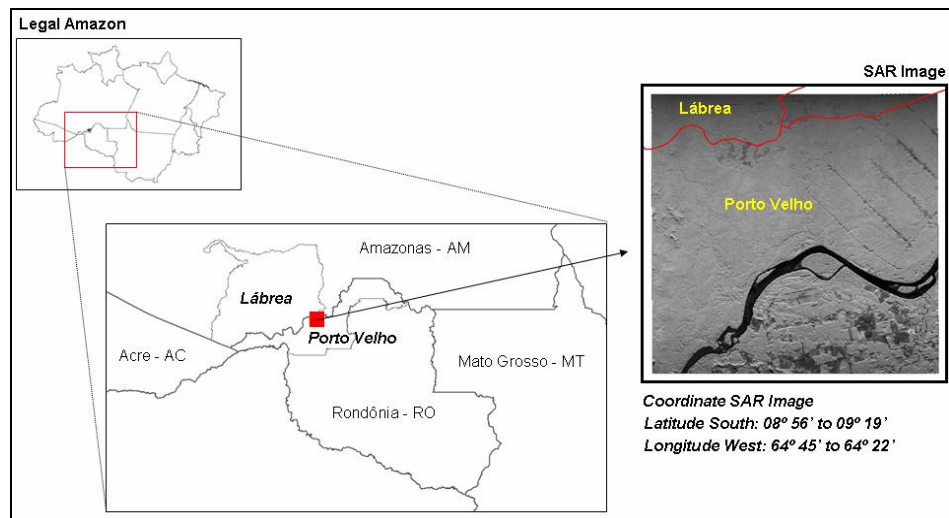 Legal Amazon
SAR Image
Lábrea
Porto Velho
Amazonas - AM
Lábrea
Porto Velho
Acre - AC
Mato Grosso - MT
Rondônia - RO
Coordinate SAR Image
Latitude South: 08º 56’ to 09º 19’
Longitude West: 64º 45’ to 64º 22’